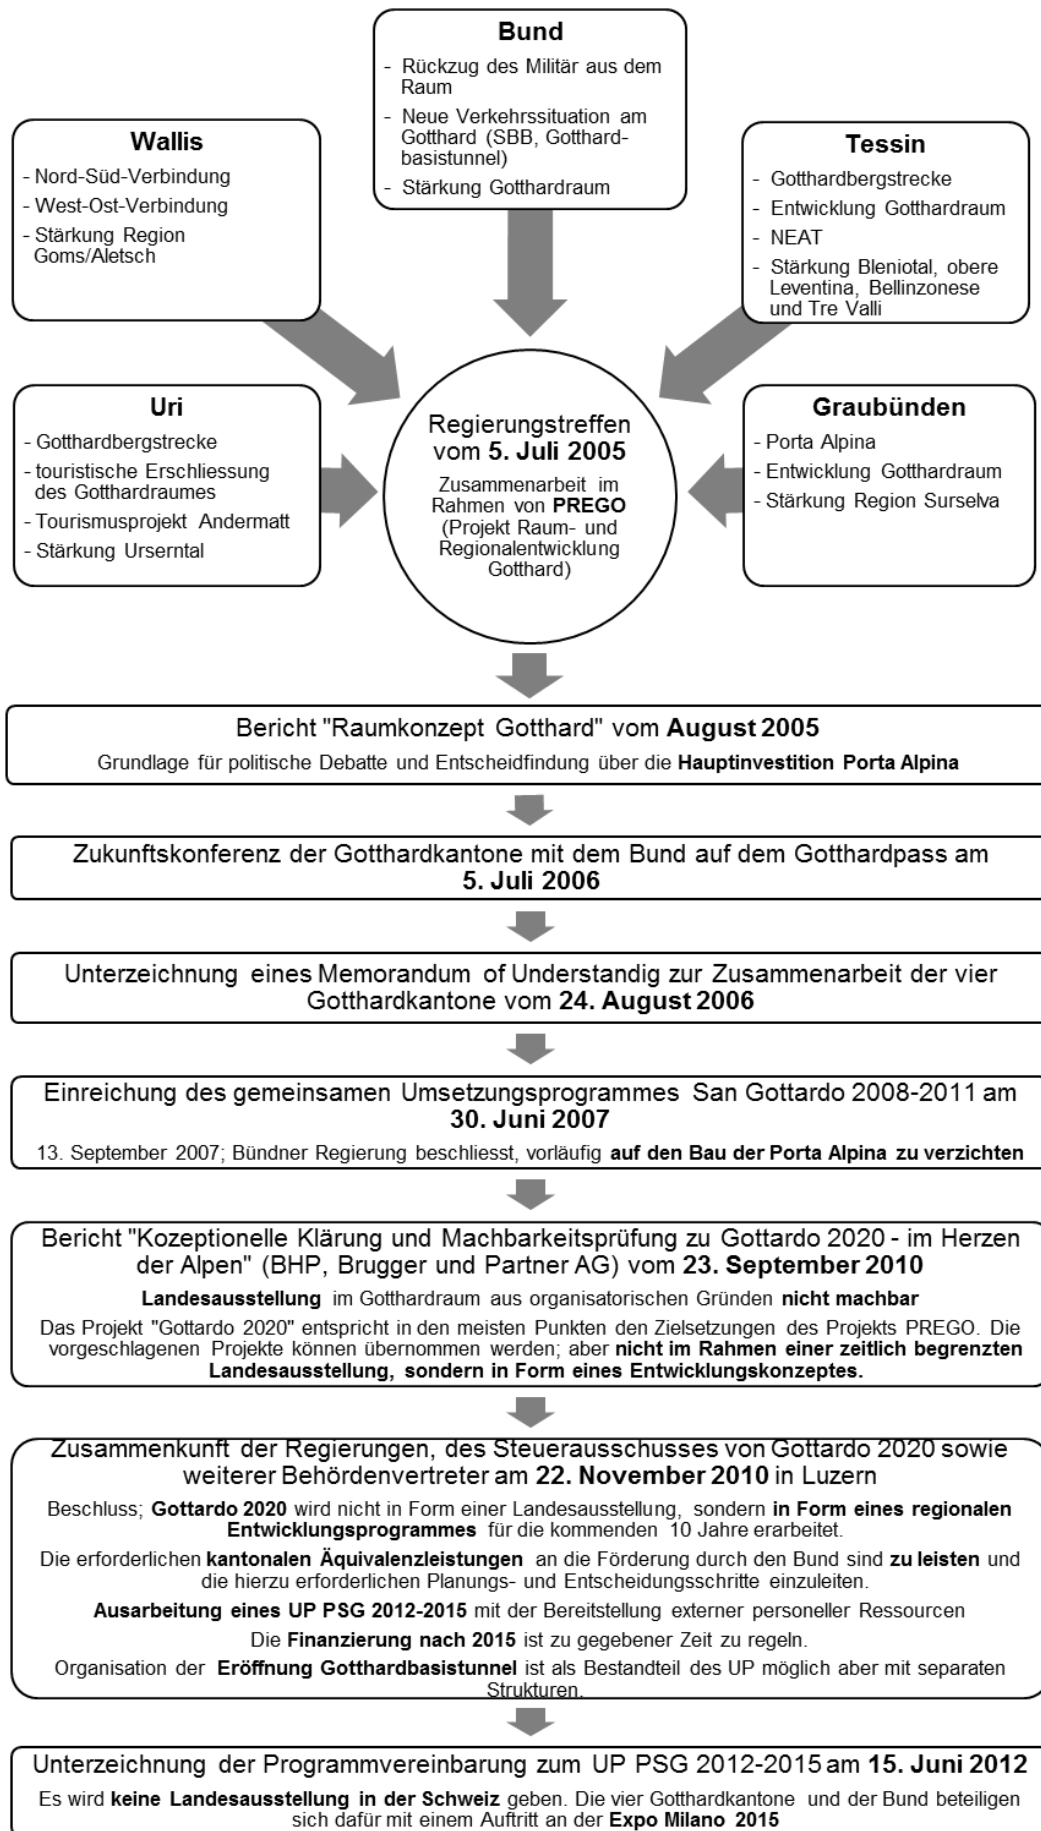 Bund
- Rückzug des Militär aus dem
Raum
- Neue Verkehrssituation am
Gotthard (SBB, Gotthard-
basistunnel)
- Stärkung Gotthardraum
Wallis
- Nord-Süd-Verbindung
- West-Ost-Verbindung
- Stärkung Region
Goms/Aletsch
Tessin
- Gotthardbergstrecke
- Entwicklung Gotthardraum
- NEAT
- Stärkung Bleniotal, obere
Leventina, Bellinzonese
und Tre Valli
Uri
- Gotthardbergstrecke
- touristische Erschliessung
des Gotthardraumes
- Tourismusprojekt Andermatt
- Stärkung Urserntal
Regierungstreffen
vom 5. Juli 2005
Zusammenarbeit im
Rahmen von PREGO
(Projekt Raum- und
Regionalentwicklung
Gotthard)
Graubünden
- Porta Alpina
- Entwicklung Gotthardraum
- Stärkung Region Surselva
Bericht "Raumkonzept Gotthard" vom August 2005
Grundlage für politische Debatte und Entscheidfindung über die Hauptinvestition Porta Alpina
Zukunftskonferenz der Gotthardkantone mit dem Bund auf dem Gotthardpass am
5. Juli 2006
Unterzeichnung eines Memorandum of Understandig zur Zusammenarbeit der vier
Gotthardkantone vom 24. August 2006
Einreichung des gemeinsamen Umsetzungsprogrammes San Gottardo 2008-2011 am
30. Juni 2007
13. September 2007; Bündner Regierung beschliesst, vorläufig auf den Bau der Porta Alpina zu verzichten
Bericht "Kozeptionelle Klärung und Machbarkeitsprüfung zu Gottardo 2020 - im Herzen
der Alpen" (BHP, Brugger und Partner AG) vom 23. September 2010
Landesausstellung im Gotthardraum aus organisatorischen Gründen nicht machbar
Das Projekt "Gottardo 2020" entspricht in den meisten Punkten den Zielsetzungen des Projekts PREGO. Die
vorgeschlagenen Projekte können übernommen werden; aber nicht im Rahmen einer zeitlich begrenzten
Landesausstellung, sondern in Form eines Entwicklungskonzeptes.
Zusammenkunft der Regierungen, des Steuerausschusses von Gottardo 2020 sowie
weiterer Behördenvertreter am 22. November 2010 in Luzern
Beschluss; Gottardo 2020 wird nicht in Form einer Landesausstellung, sondern in Form eines regionalen
Entwicklungsprogrammes für die kommenden 10 Jahre erarbeitet.
Die erforderlichen kantonalen Äquivalenzleistungen an die Förderung durch den Bund sind zu leisten und
die hierzu erforderlichen Planungs- und Entscheidungsschritte einzuleiten.
Ausarbeitung eines UP PSG 2012-2015 mit der Bereitstellung externer personeller Ressourcen
Die Finanzierung nach 2015 ist zu gegebener Zeit zu regeln.
Organisation der Eröffnung Gotthardbasistunnel ist als Bestandteil des UP möglich aber mit separaten
Strukturen.
Unterzeichnung der Programmvereinbarung zum UP PSG 2012-2015 am 15. Juni 2012
Es wird keine Landesausstellung in der Schweiz geben. Die vier Gotthardkantone und der Bund beteiligen
sich dafür mit einem Auftritt an der Expo Milano 2015